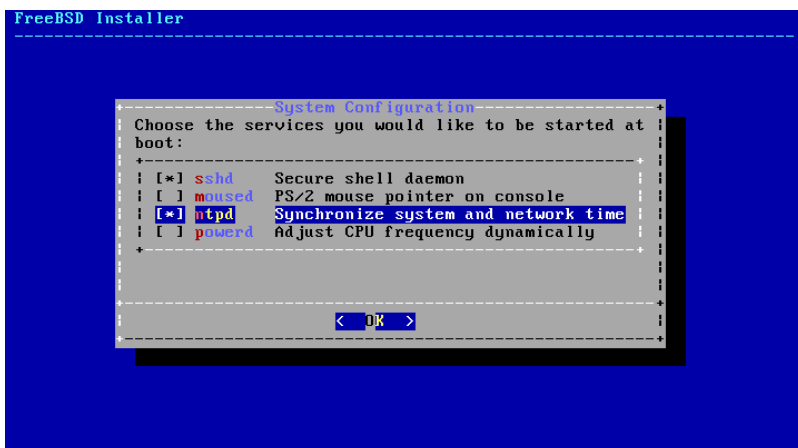 FreeBSD Installer
System Configuration
Choose the services you would like to be started at
boot:
[*] sshd Secure shell daemon
[ ] moused PS/2 mouse pointer on console
[*] ntpd Synchronize system and network time
[ ] powerd Adjust CPU frequency dynamically
< OK >